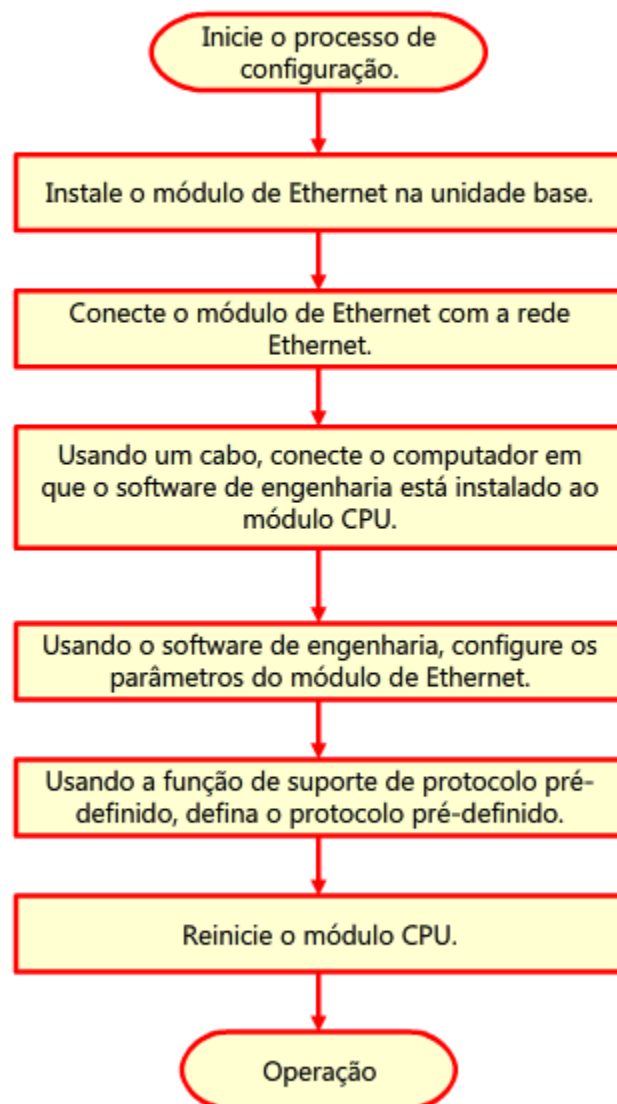 Inicie o processo de
configuração.
Instale o módulo de Ethernet na unidade base.
Conecte o módulo de Ethernet com a rede
Ethernet.
Usando um cabo, conecte o computador em
que o software de engenharia está instalado ao
módulo CPU.
Usando o software de engenharia, configure os
parâmetros do módulo de Ethernet.
Usando a função de suporte de protocolo pré-
definido, defina o protocolo pré-definido.
Reinicie o módulo CPU.
Operação